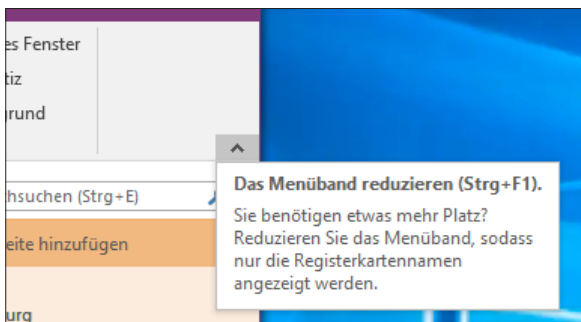 es Fenster
tiz
grund
hsuchen (Strg+E)
Das Menüband reduzieren (Strg+F1).
eite hinzufügen
Sie benötigen etwas mehr Platz?
Reduzieren Sie das Menüband, sodass
nur die Registerkartennamen
angezeigt werden.
urg